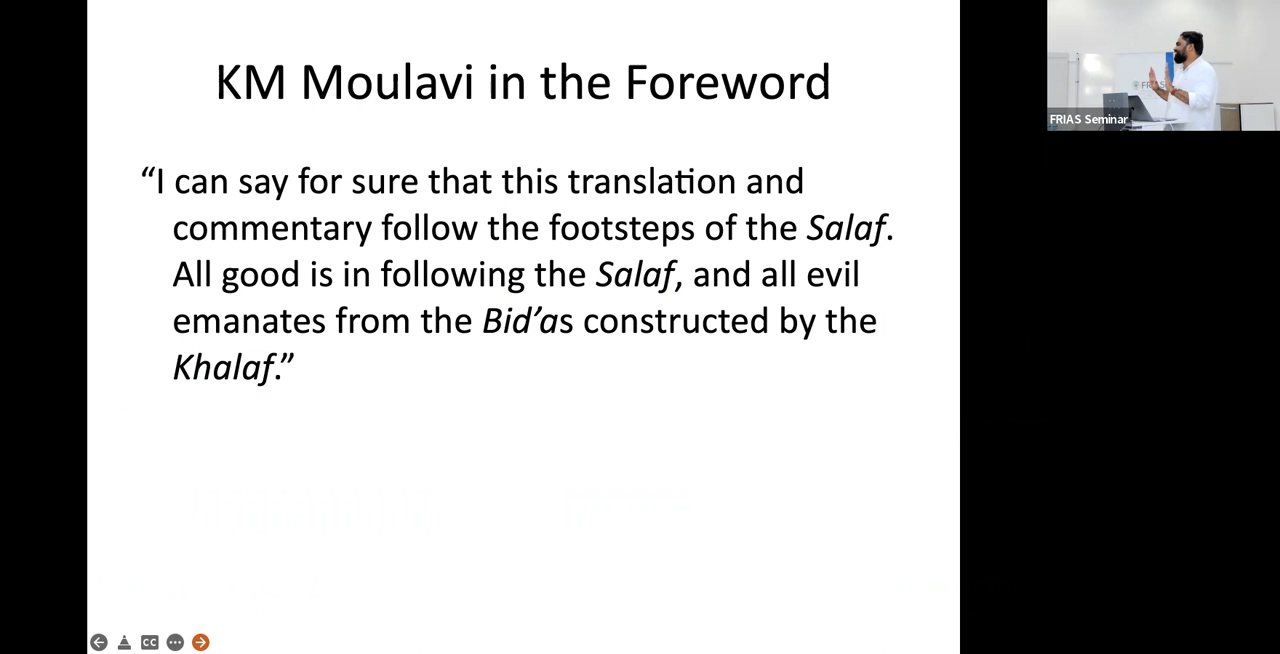 KM Moulavi in the Foreword
“I can say for sure that this translation and
commentary follow the footsteps of the Salaf.
All good is in following the Salaf, and all evil
emanates from the Bid’as constructed by the
Khalaf.”
FRIAS Seminar
CC